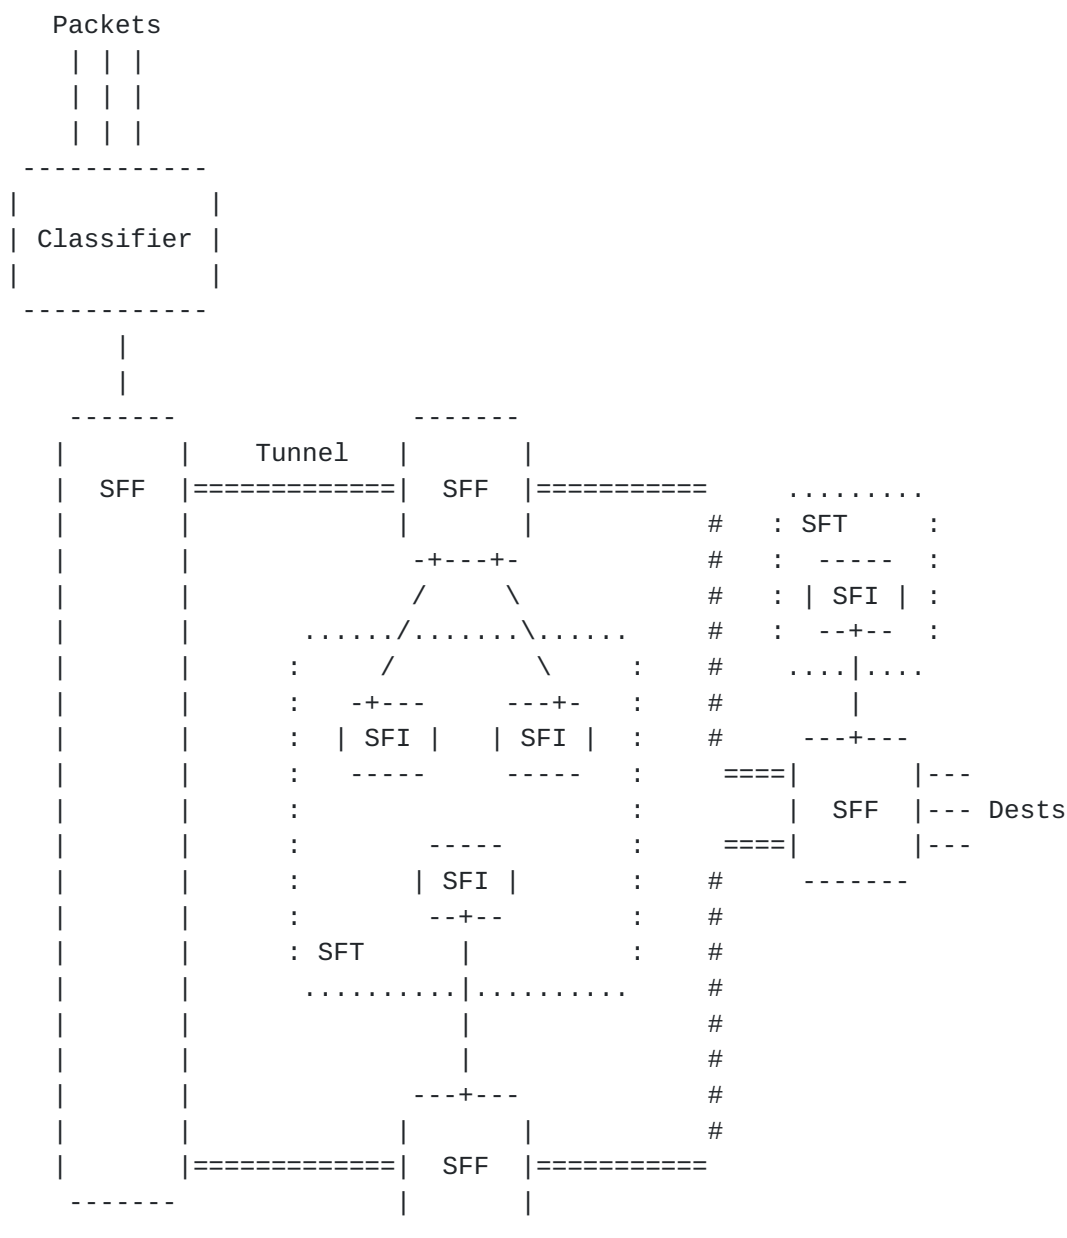 Packets
Classifier
Tunnel
SFF SFF
SFT
SFI
SFI SFI
SFF Dests
SFI
SFT
SFF